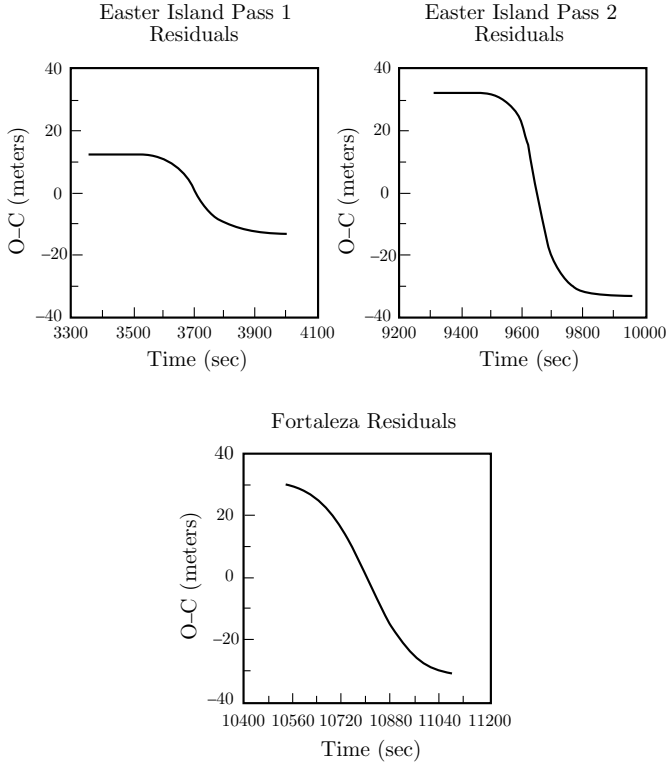 Easter Island Pass 1
Residuals
40
20
0
−20
−40
O–C (meters)
3300 3500 3700 3900 4100
Time (sec)
Easter Island Pass 2
Residuals
40
20
0
−20
−40
O–C (meters)
9200 9400 9600 9800 10000
Time (sec)
Fortaleza Residuals
40
20
0
−20
−40
O–C (meters)
10400 10560 10720 10880 11040 11200
Time (sec)